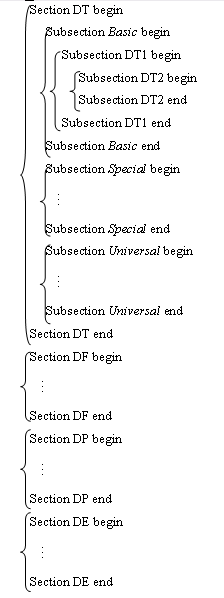 Section DT begin
Subsection Basic begin
Subsection DT1 begin
Subsection DT2 begin
Subsection DT2 end
Subsection DT1 end
Subsection Basic end
Subsection Special begin
⋮
Subsection Special end
Subsection Universal begin
⋮
Subsection Universal end
Section DT end
Section DF begin
⋮
Section DF end
Section DP begin
⋮
Section DP end
Section DE begin
⋮
Section DE end